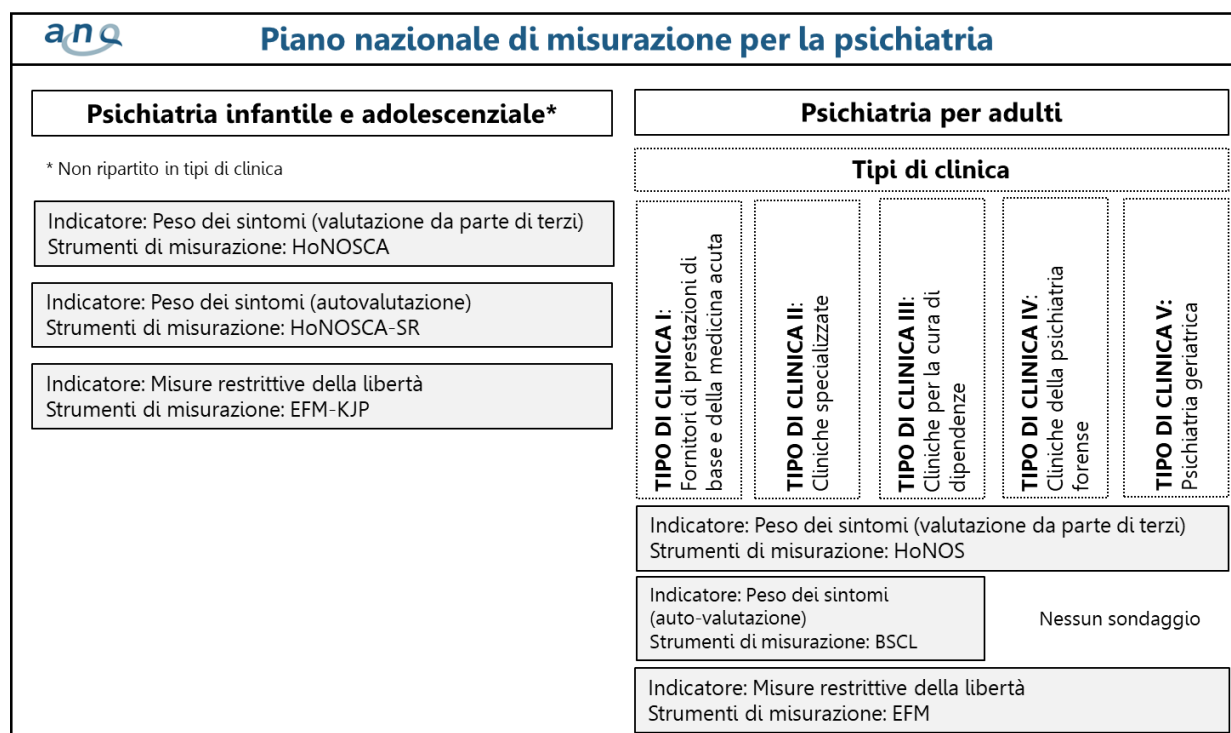 anq
Piano nazionale di misurazione per la psichiatria
Psichiatria infantile e adolescenziale*
* Non ripartito in tipi di clinica
Indicatore: Peso dei sintomi (valutazione da parte di terzi)
Strumenti di misurazione: HoNOSCA
Indicatore: Peso dei sintomi (autovalutazione)
Strumenti di misurazione: HoNOSCA-SR
Indicatore: Misure restrittive della libertà
Strumenti di misurazione: EFM-KJP
Psichiatria per adulti
Tipi di clinica
TIPO DI CLINICA I:
Fornitori di prestazioni di
base e della medicina acuta
TIPO DI CLINICA II:
Cliniche specializzate
TIPO DI CLINICA III:
Cliniche per la cura di
dipendenze
TIPO DI CLINICA IV:
Cliniche della psichiatria
forense
TIPO DI CLINICA V:
Psichiatria geriatrica
Indicatore: Peso dei sintomi (valutazione da parte di terzi)
Strumenti di misurazione: HoNOS
Indicatore: Peso dei sintomi
(auto-valutazione)
Strumenti di misurazione: BSCL
Nessun sondaggio
Indicatore: Misure restrittive della libertà
Strumenti di misurazione: EFM